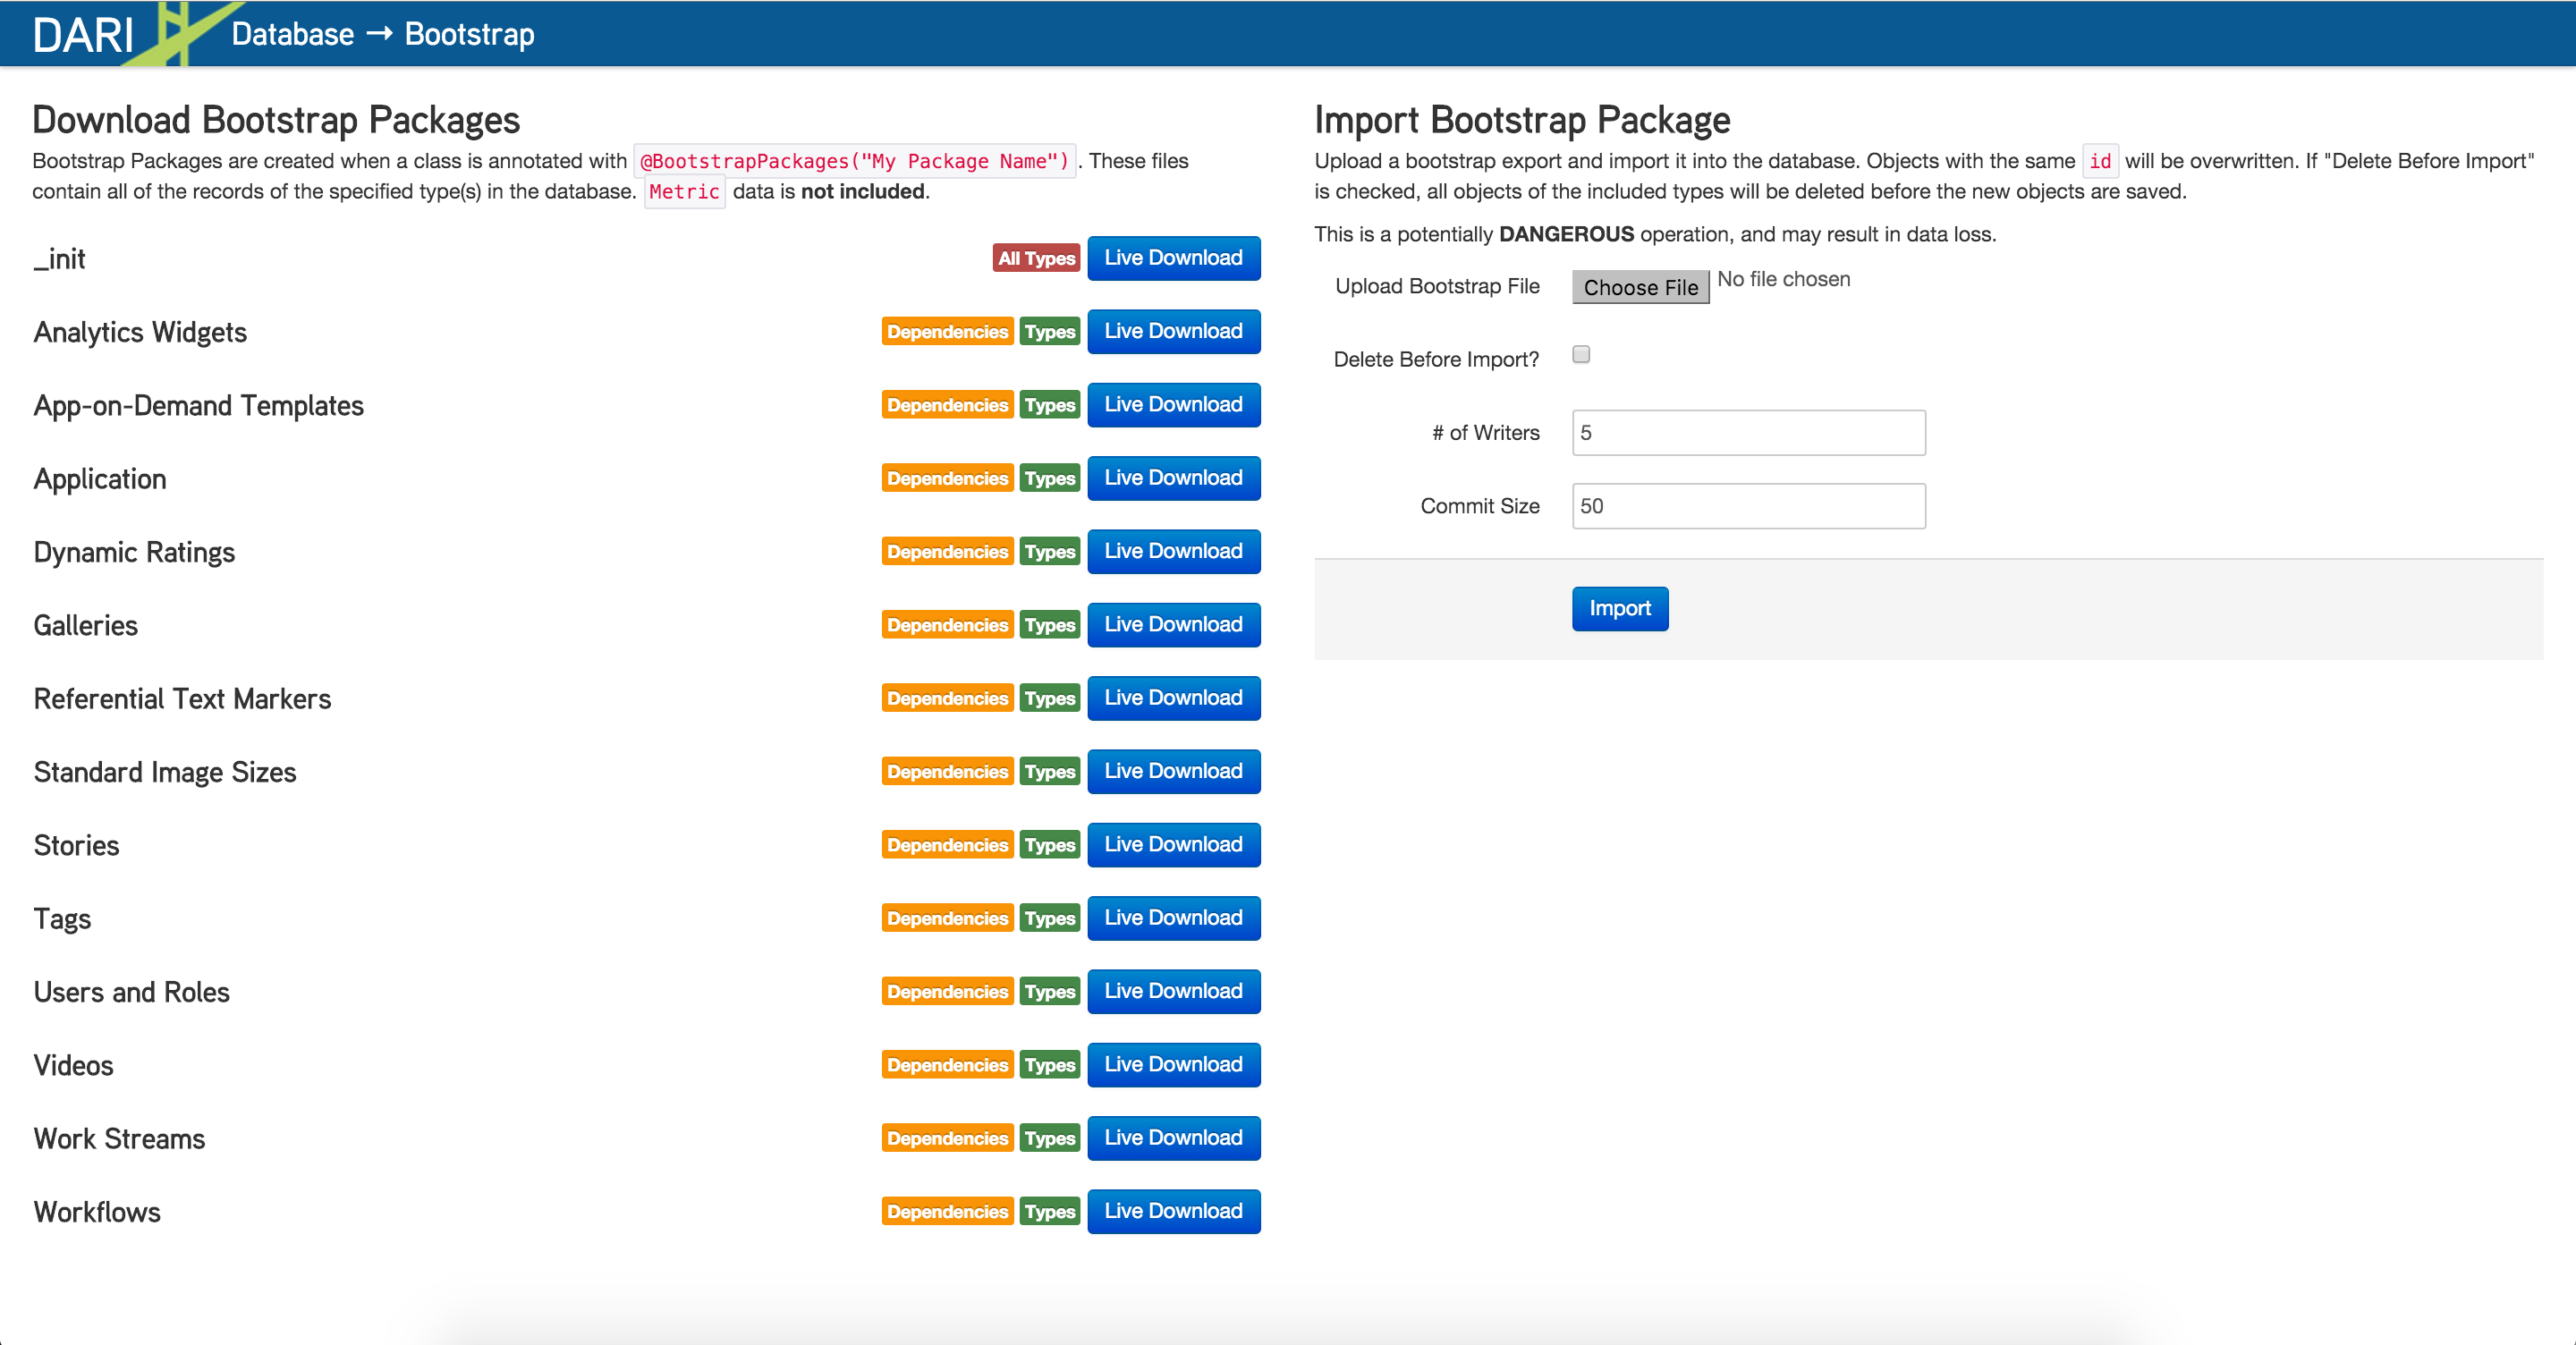 DARI Database → Bootstrap
Download Bootstrap Packages
Bootstrap Packages are created when a class is annotated with @BootstrapPackages("My Package Name") . These files
contain all of the records of the specified type(s) in the database. Metric data is not included.
_init All Types Live Download
Analytics Widgets Dependencies Types Live Download
App-on-Demand Templates Dependencies Types Live Download
Application Dependencies Types Live Download
Dynamic Ratings Dependencies Types Live Download
Galleries Dependencies Types Live Download
Referential Text Markers Dependencies Types Live Download
Standard Image Sizes Dependencies Types Live Download
Stories Dependencies Types Live Download
Tags Dependencies Types Live Download
Users and Roles Dependencies Types Live Download
Videos Dependencies Types Live Download
Work Streams Dependencies Types Live Download
Workflows Dependencies Types Live Download
Import Bootstrap Package
Upload a bootstrap export and import it into the database. Objects with the same id will be overwritten. If "Delete Before Import"
is checked, all objects of the included types will be deleted before the new objects are saved.
This is a potentially DANGEROUS operation, and may result in data loss.
Upload Bootstrap File Choose File No file chosen
Delete Before Import?
# of Writers 5
Commit Size 50
Import